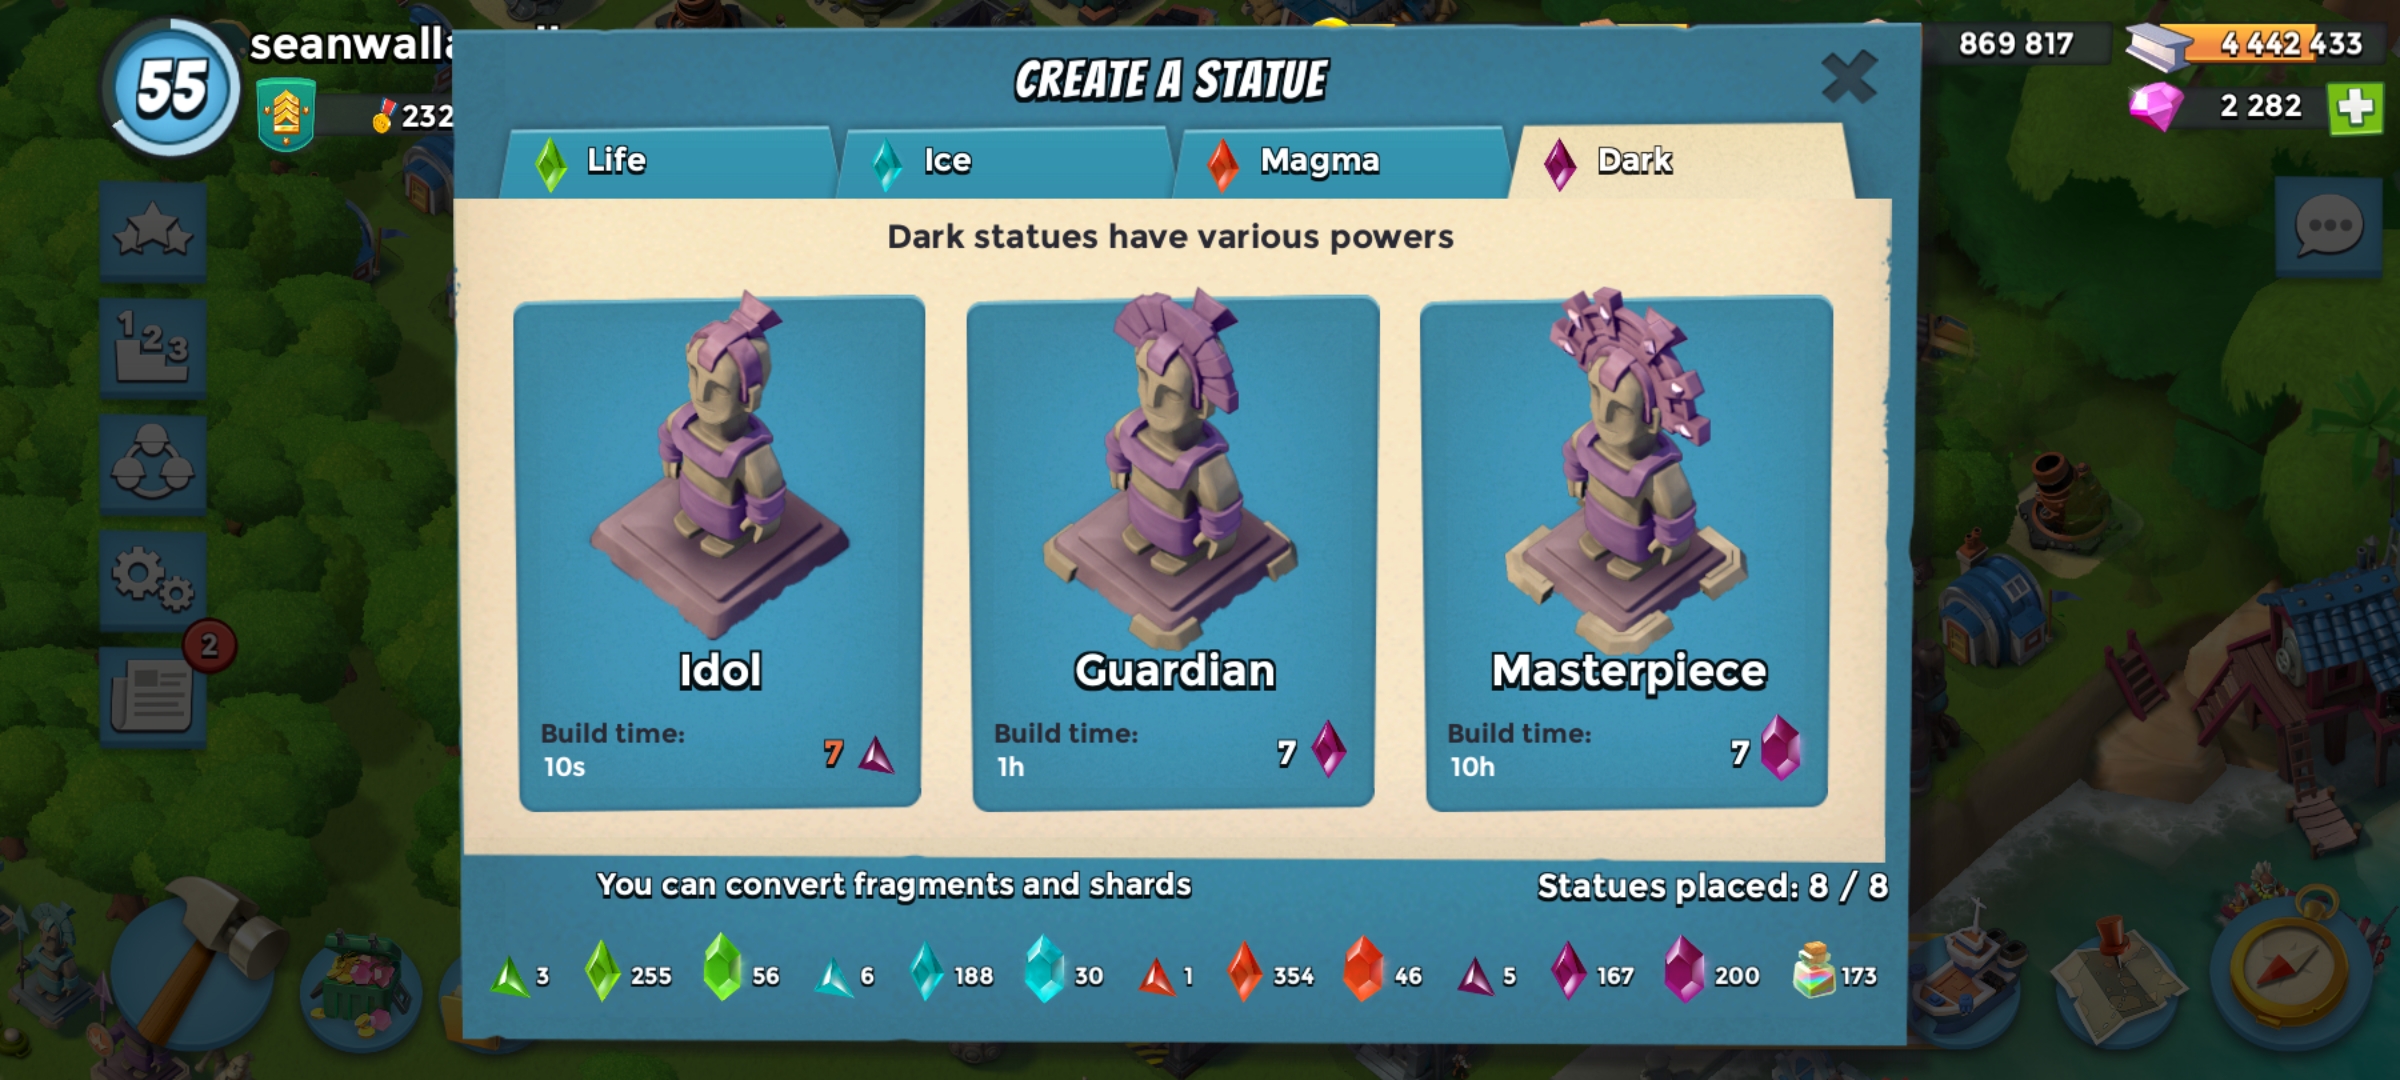 55
232
869 817
4 442 433
2 282
CREATE A STATUE
Life
Ice
Magma
Dark
Dark statues have various powers
1 2 3
2
Idol
Build time:
10s
7
Guardian
Build time:
1h
7
Masterpiece
Build time:
10h
7
You can convert fragments and shards
Statues placed: 8 / 8
3 255 56 6 188 30 1 354 46 5 167 200 173